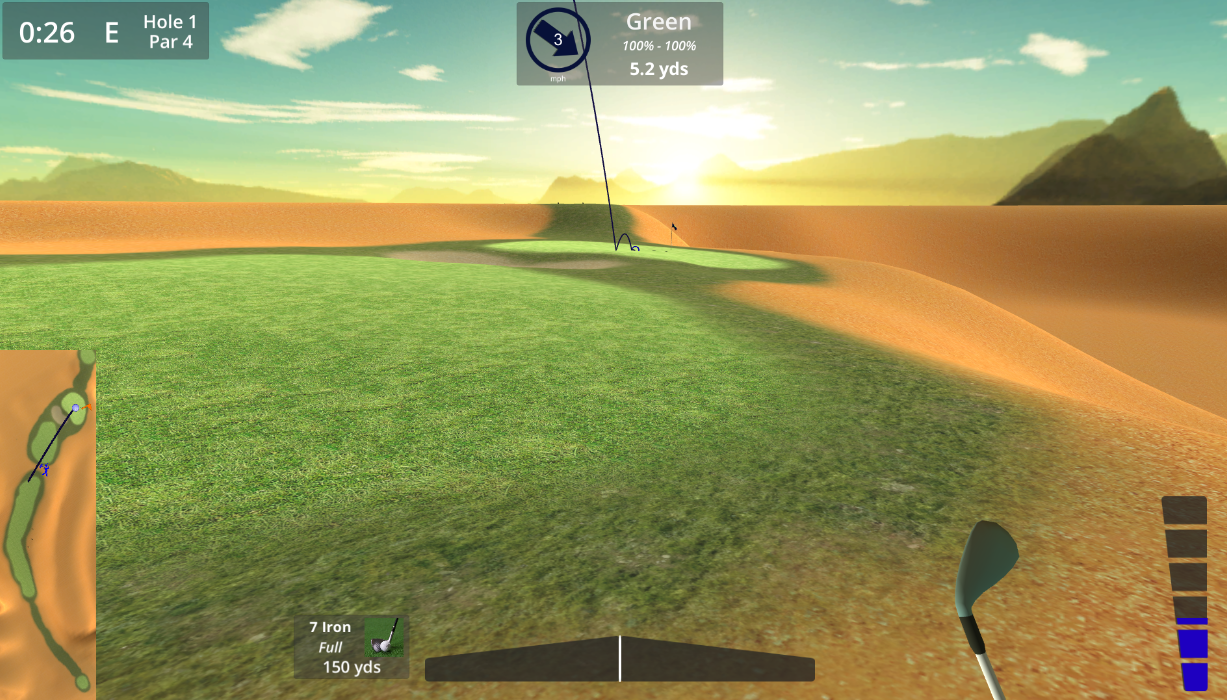 0:26 E Hole 1
Par 4
3
mph
Green
100% - 100%
5.2 yds
7 Iron
Full
150 yds